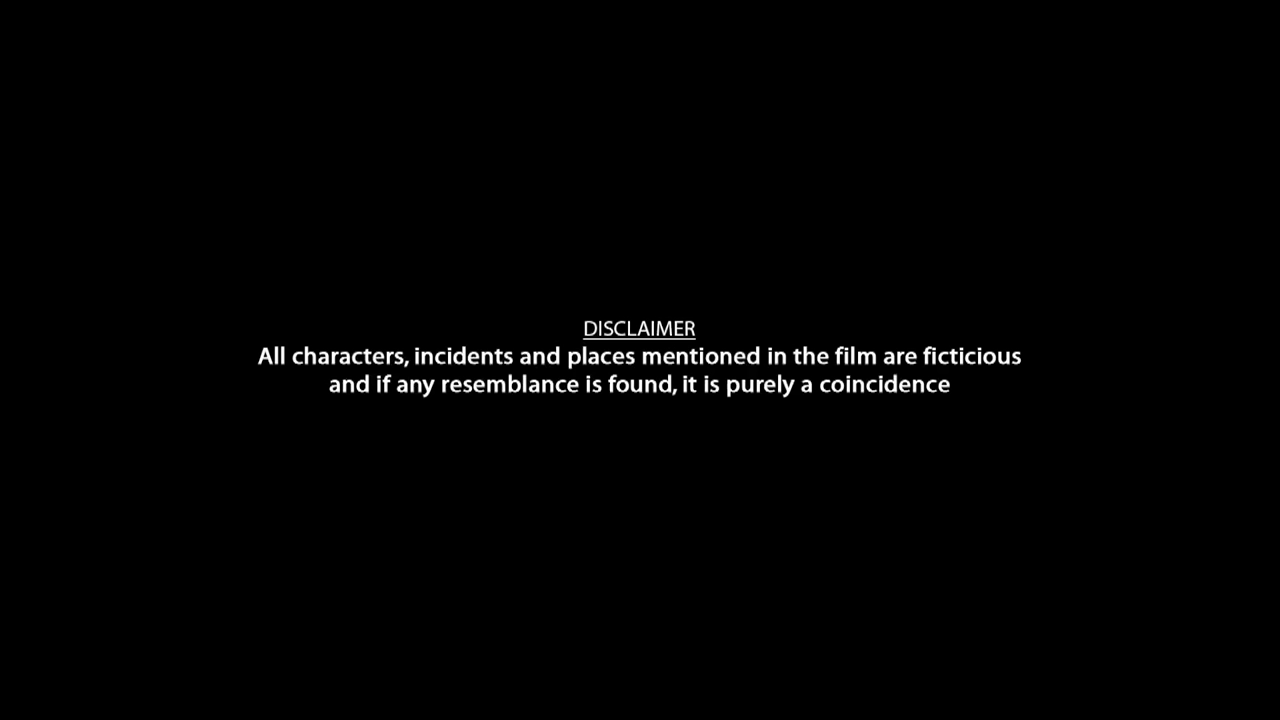 DISCLAIMER
All characters, incidents and places mentioned in the film are ficticious
and if any resemblance is found, it is purely a coincidence